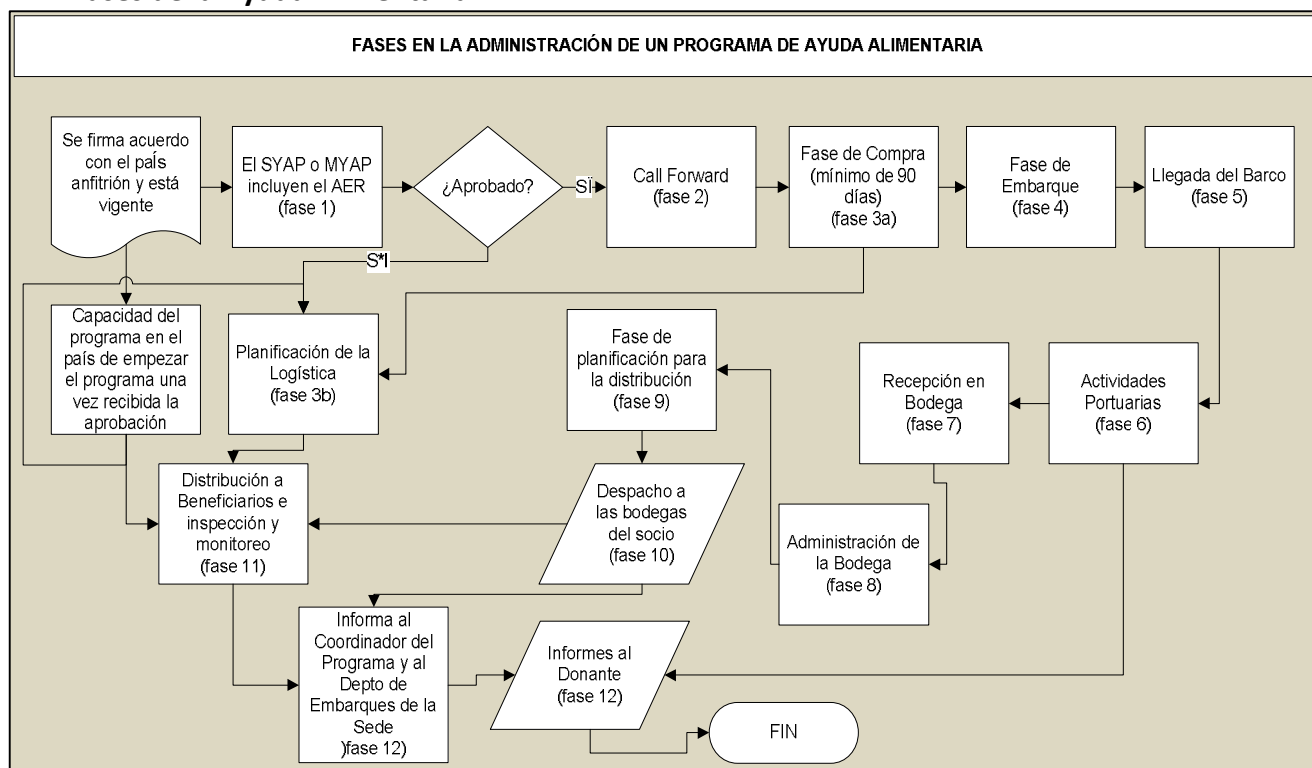 FASES EN LA ADMINISTRACIÓN DE UN PROGRAMA DE AYUDA ALIMENTARIA
Se firma acuerdo
con el país
anfitrión y está
vigente
El SYAP o MYAP
incluyen el AER
(fase 1)
¿Aprobado?
SÏ
Call Forward
(fase 2)
Fase de Compra
(mínimo de 90
días)
(fase 3a)
Fase de
Embarque
(fase 4)
Llegada del Barco
(fase 5)
S*I
Capacidad del
programa en el
país de empezar
el programa una
vez recibida la
aprobación
Planificación de la
Logística
(fase 3b)
Fase de
planificación para
la distribución
(fase 9)
Recepción en
Bodega
(fase 7)
Actividades
Portuarias
(fase 6)
Distribución a
Beneficiarios e
inspección y
monitoreo
(fase 11)
Despacho a
las bodegas
del socio
(fase 10)
Administración de
la Bodega
(fase 8)
Informa al
Coordinador del
Programa y al
Depto de
Embarques de la
Sede
)fase 12)
Informes al
Donante
(fase 12)
FIN